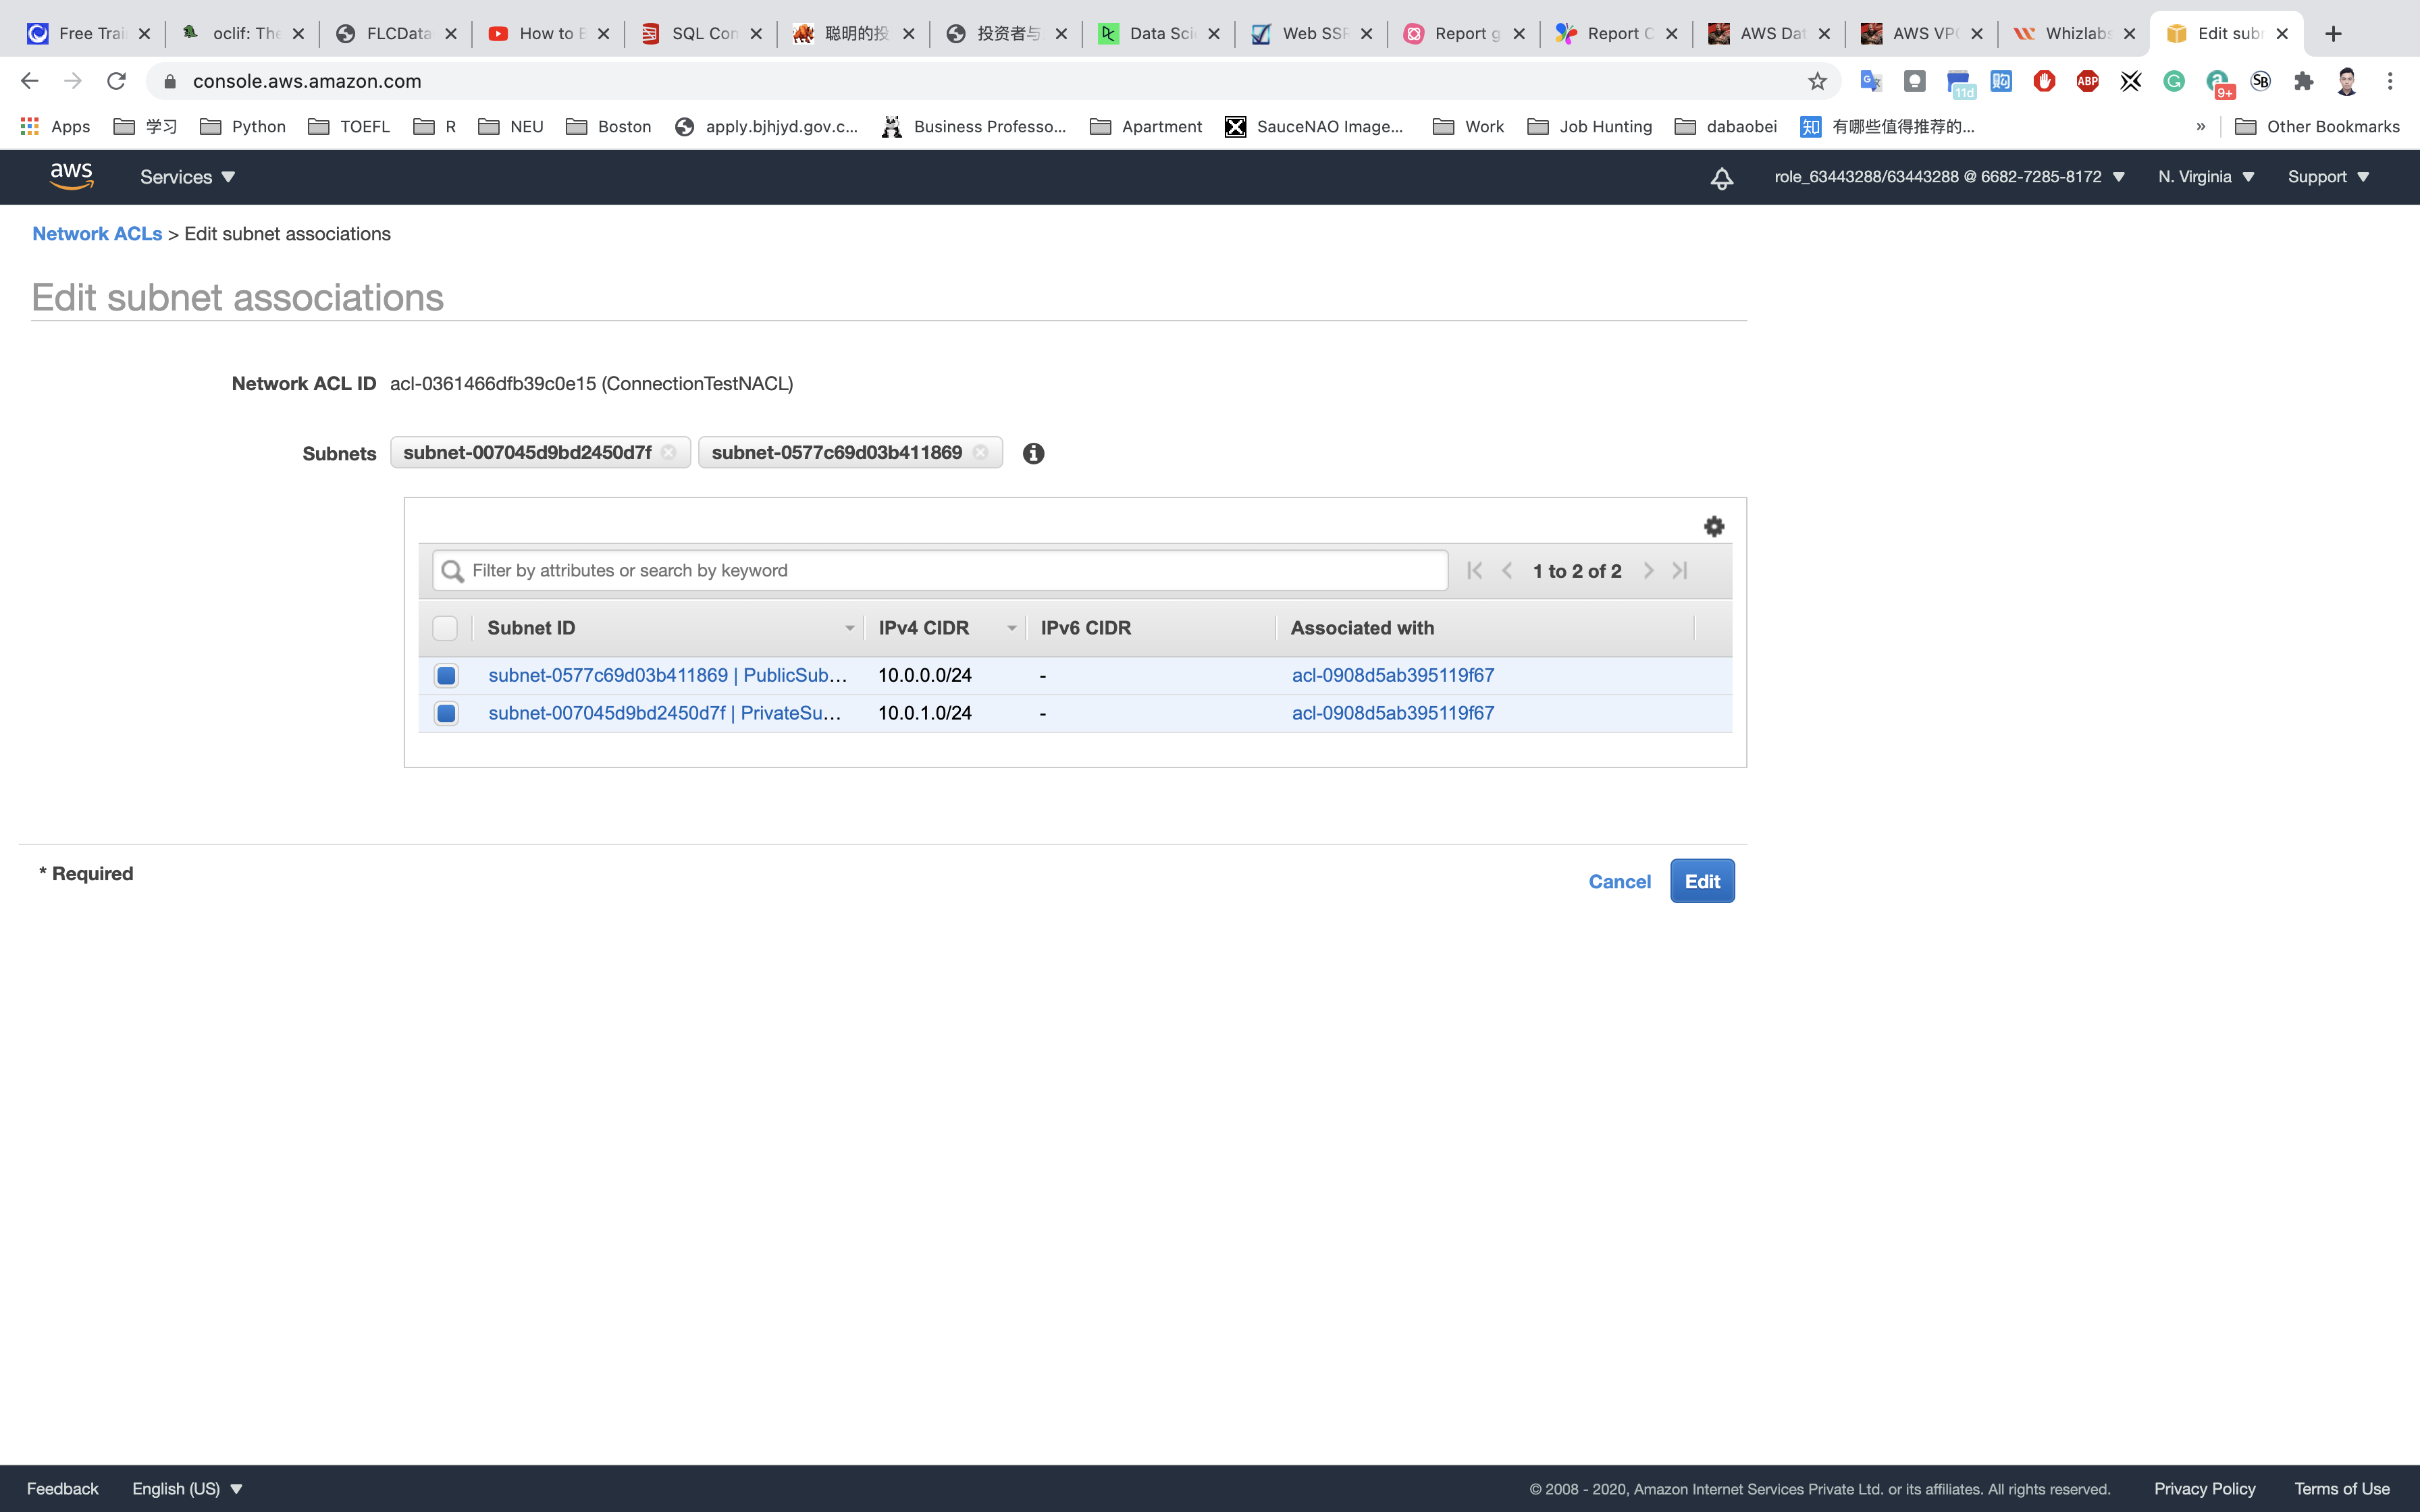 Free Trai
oclif: The
FLCData
How to E
SQL Con
聪明的投
投资者与
Data Sci
Web SSF
Report g
Report C
AWS Dat
AWS VPC
Whizlabs
Edit subr
console.aws.amazon.com
11d
ABP
9+
SB
Apps
学习
Python
TOEFL
R
NEU
Boston
apply.bjhjyd.gov.c...
Business Professo...
Apartment
SauceNAO Image...
Work
Job Hunting
dabaobei
知 有哪些值得推荐的...
»
Other Bookmarks
aws
Services
role_63443288/63443288 @ 6682-7285-8172
N. Virginia
Support
Network ACLs > Edit subnet associations
Edit subnet associations
Network ACL ID acl-0361466dfb39c0e15 (ConnectionTestNACL)
Subnets subnet-007045d9bd2450d7f subnet-0577c69d03b411869
Filter by attributes or search by keyword
1 to 2 of 2
Subnet ID IPv4 CIDR IPv6 CIDR Associated with
subnet-0577c69d03b411869 | PublicSub... 10.0.0.0/24 - acl-0908d5ab395119f67
subnet-007045d9bd2450d7f | PrivateSu... 10.0.1.0/24 - acl-0908d5ab395119f67
* Required
Cancel
Edit
Feedback
English (US)
© 2008 - 2020, Amazon Internet Services Private Ltd. or its affiliates. All rights reserved.
Privacy Policy
Terms of Use